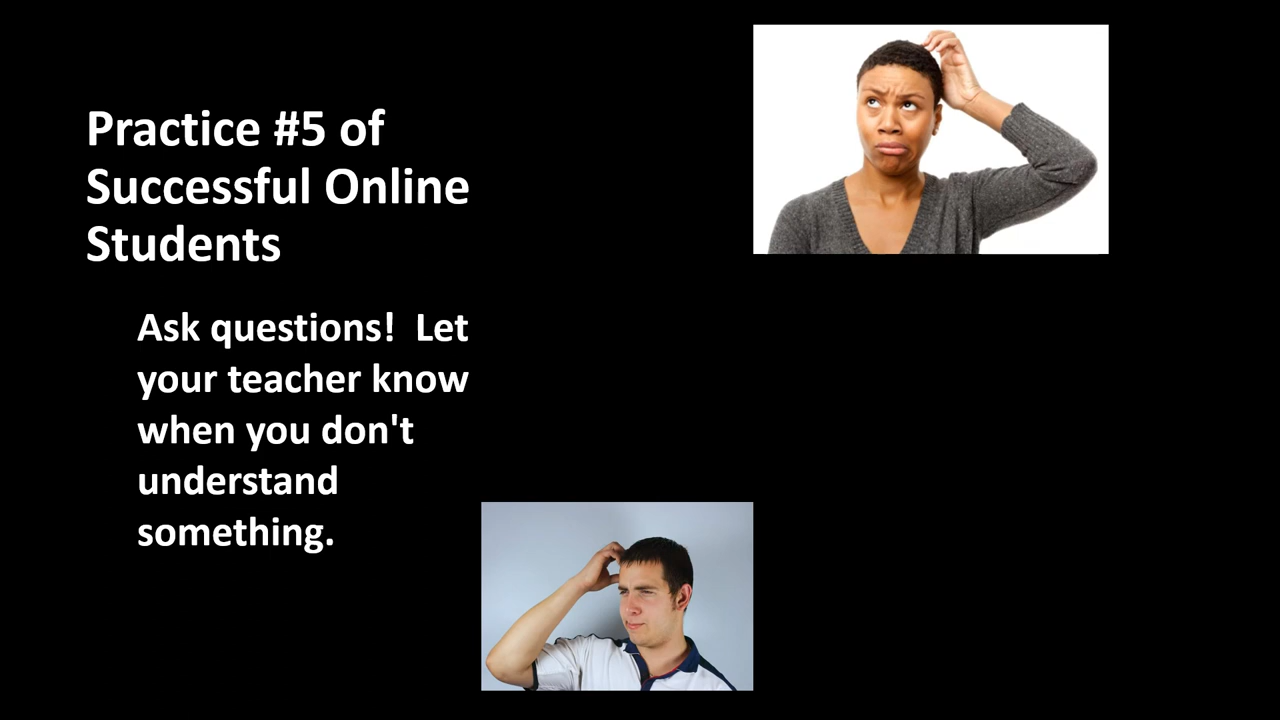 Practice #5 of
Successful Online
Students
Ask questions!  Let
your teacher know
when you don't
understand
something.